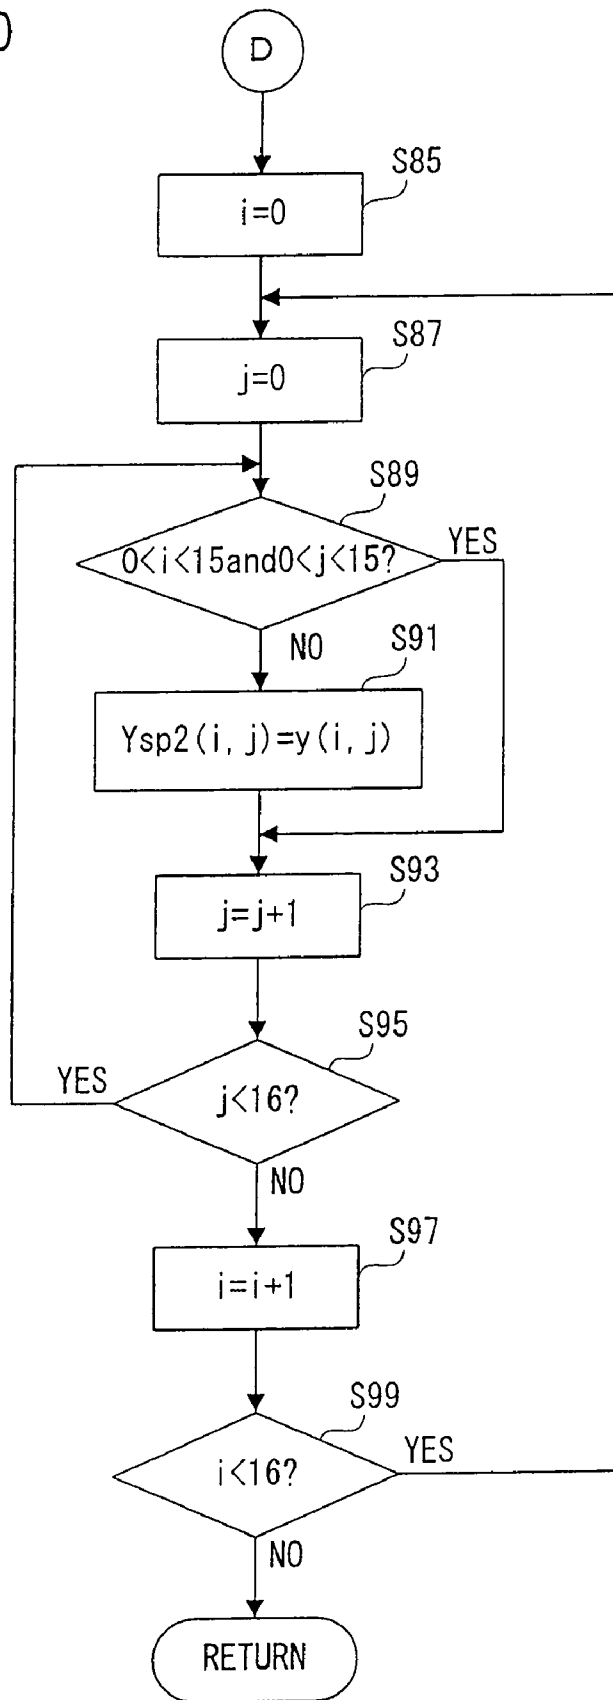 D
S85
i=0
S87
j=0
S89
0<i<15and0<j<15?
YES
NO
S91
Ysp2(i,j)=y(i,j)
S93
j=j+1
S95
YES
j<16?
NO
S97
i=i+1
S99
i<16?
YES
NO
RETURN